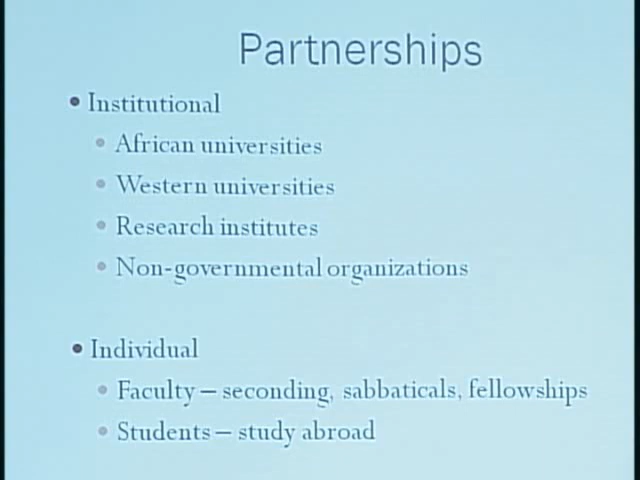 Partnerships
• Institutional
• African universities
• Western universities
• Research institutes
• Non-governmental organizations
• Individual
• Faculty – seconding, sabbaticals, fellowships
• Students – study abroad